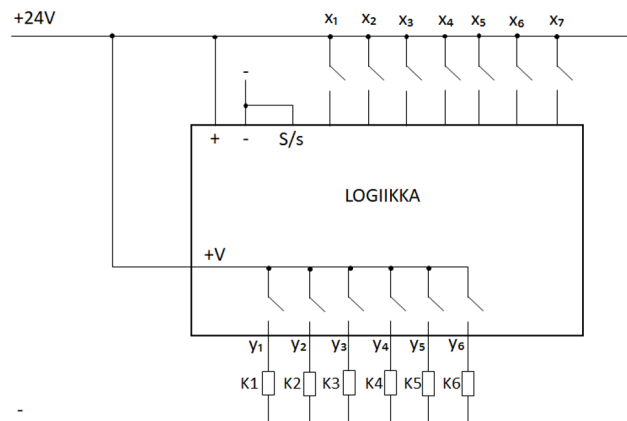 +24V x₁ x₂ x₃ x₄ x₅ x₆ x₇
-
+ - S/s
LOGIIKKA
+V
y₁ y₂ y₃ y₄ y₅ y₆
K1 K2 K3 K4 K5 K6
-